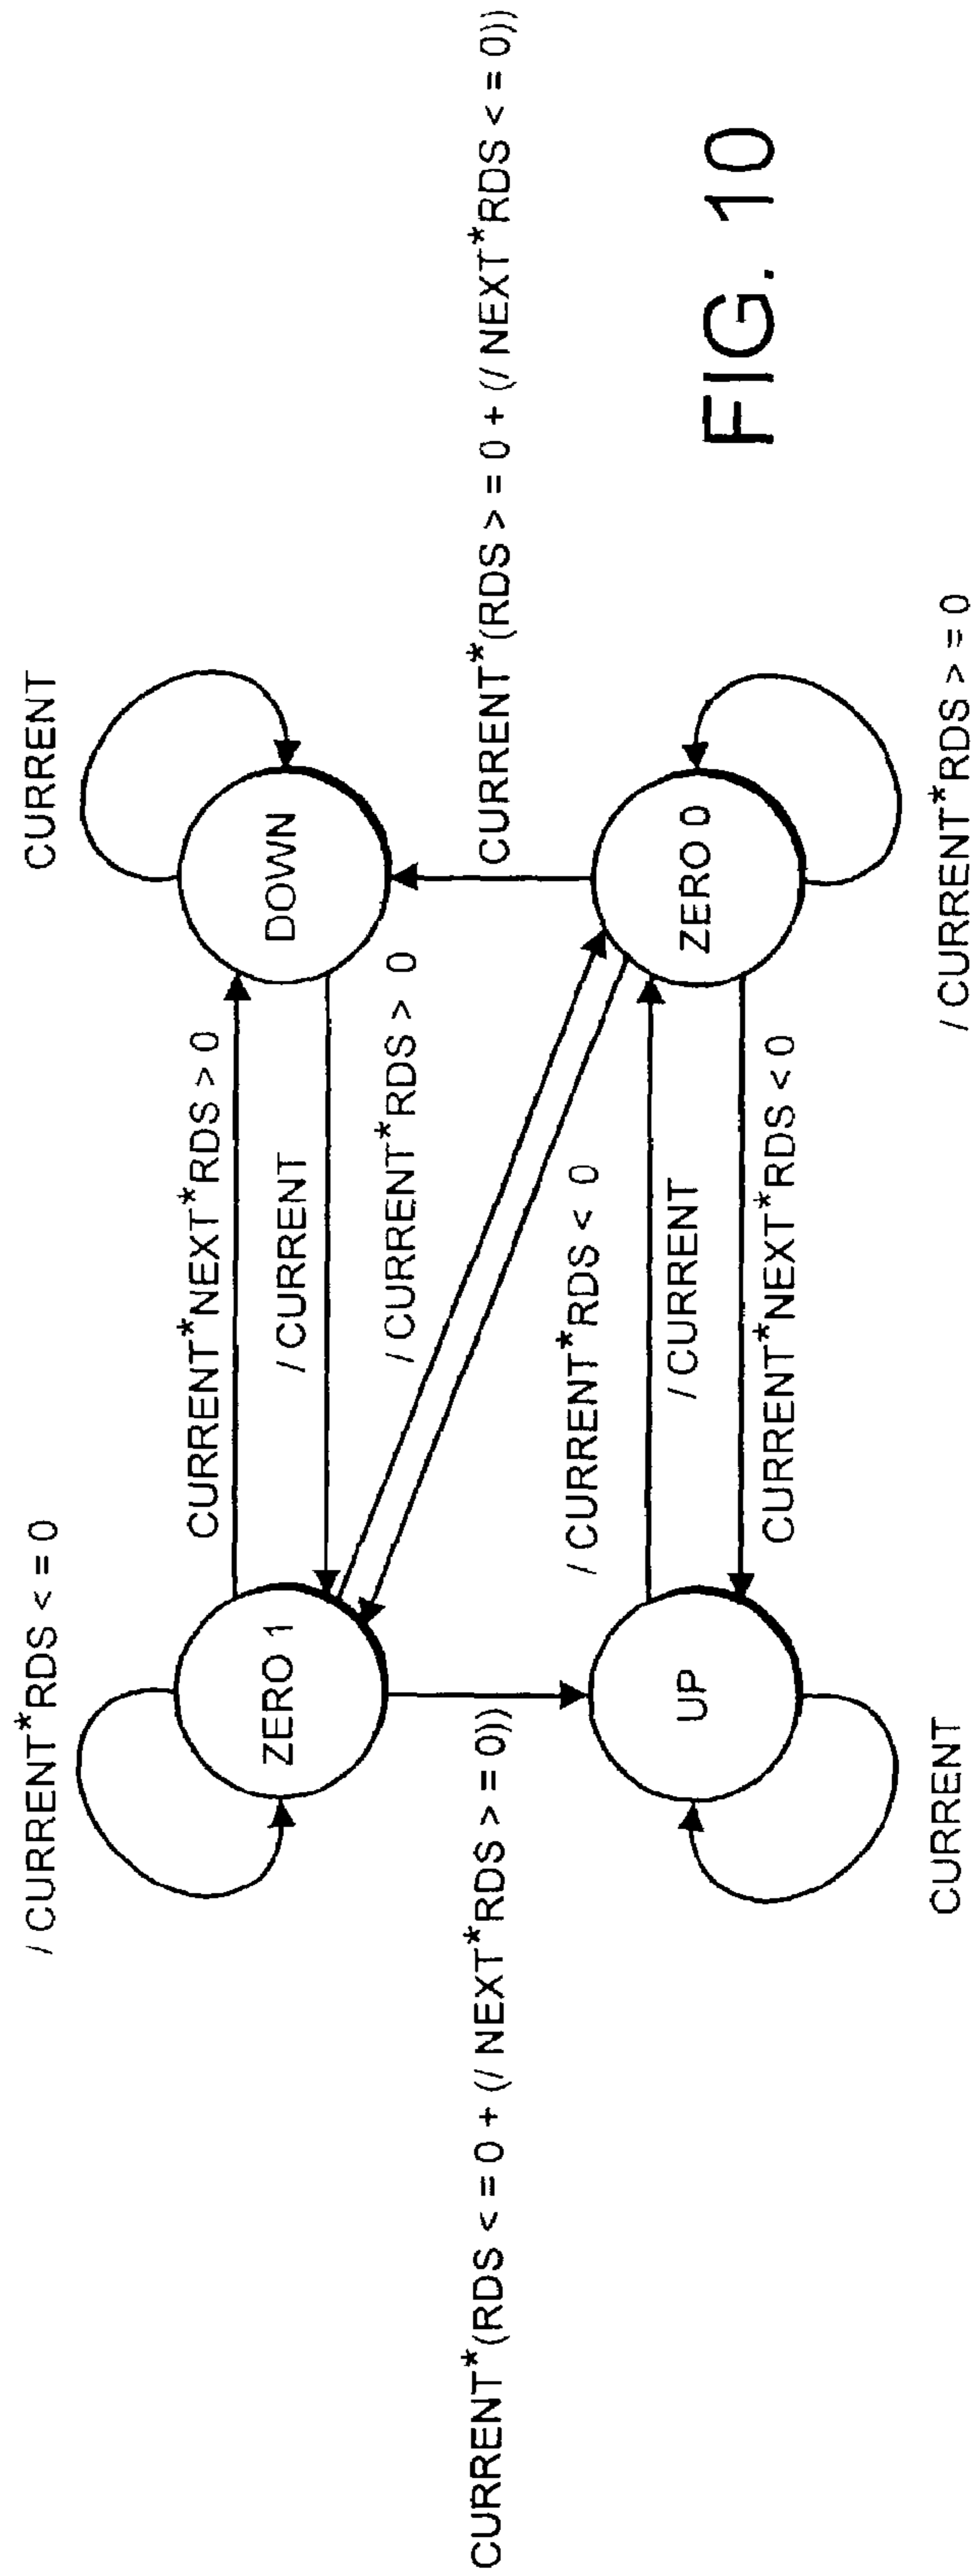 / CURRENT*RDS < = 0
CURRENT
ZERO 1
CURRENT*NEXT*RDS > 0
/ CURRENT
DOWN
/ CURRENT*RDS > 0
CURRENT*(RDS < = 0 + (/ NEXT*RDS > = 0))
CURRENT*(RDS > = 0 + (/ NEXT*RDS < = 0))
/ CURRENT*RDS < 0
UP
/ CURRENT
ZERO 0
CURRENT*NEXT*RDS < 0
CURRENT
/ CURRENT*RDS > = 0
FIG. 10